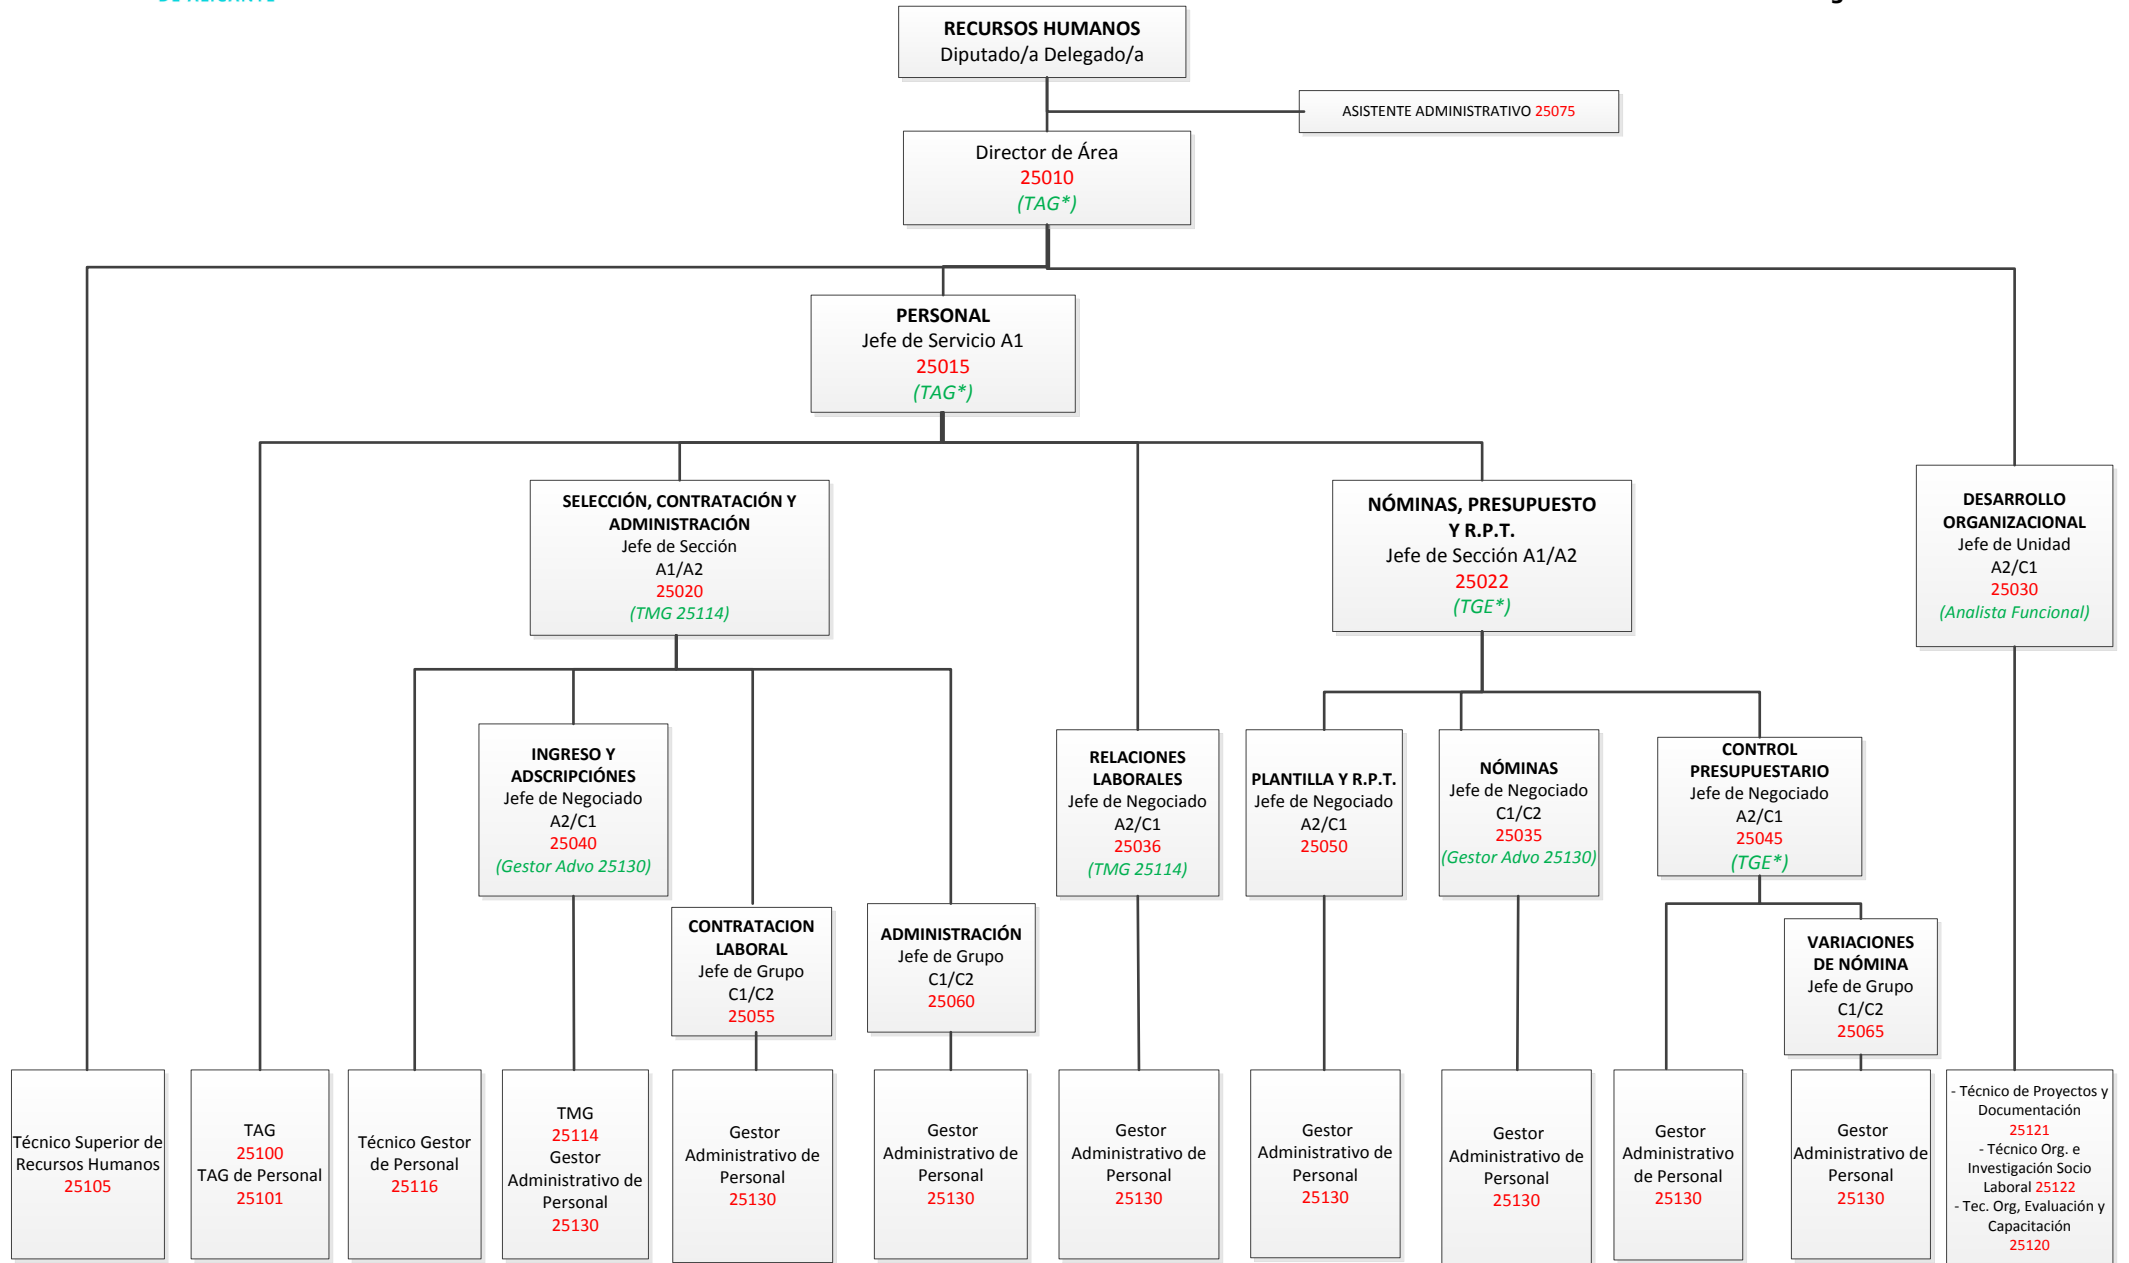 DE ALICANTE
RECURSOS HUMANOS
Diputado/a Delegado/a
ASISTENTE ADMINISTRATIVO 25075
Director de Área
25010
(TAG*)
PERSONAL
Jefe de Servicio A1
25015
(TAG*)
SELECCIÓN, CONTRATACIÓN Y
ADMINISTRACIÓN
Jefe de Sección
A1/A2
25020
(TMG 25114)
NÓMINAS, PRESUPUESTO
Y R.P.T.
Jefe de Sección A1/A2
25022
(TGE*)
DESARROLLO
ORGANIZACIONAL
Jefe de Unidad
A2/C1
25030
(Analista Funcional)
INGRESO Y
ADSCRIPCIÓNES
Jefe de Negociado
A2/C1
25040
(Gestor Advo 25130)
RELACIONES
LABORALES
Jefe de Negociado
A2/C1
25036
(TMG 25114)
PLANTILLA Y R.P.T.
Jefe de Negociado
A2/C1
25050
NÓMINAS
Jefe de Negociado
C1/C2
25035
(Gestor Advo 25130)
CONTROL
PRESUPUESTARIO
Jefe de Negociado
A2/C1
25045
(TGE*)
CONTRATACION
LABORAL
Jefe de Grupo
C1/C2
25055
ADMINISTRACIÓN
Jefe de Grupo
C1/C2
25060
VARIACIONES
DE NÓMINA
Jefe de Grupo
C1/C2
25065
Técnico Superior de
Recursos Humanos
25105
TAG
25100
TAG de Personal
25101
Técnico Gestor
de Personal
25116
TMG
25114
Gestor
Administrativo de
Personal
25130
Gestor
Administrativo de
Personal
25130
Gestor
Administrativo de
Personal
25130
Gestor
Administrativo de
Personal
25130
Gestor
Administrativo de
Personal
25130
Gestor
Administrativo de
Personal
25130
Gestor
Administrativo
de Personal
25130
Gestor
Administrativo de
Personal
25130
- Técnico de Proyectos y
Documentación
25121
- Técnico Org. e
Investigación Socio
Laboral 25122
- Tec. Org, Evaluación y
Capacitación
25120